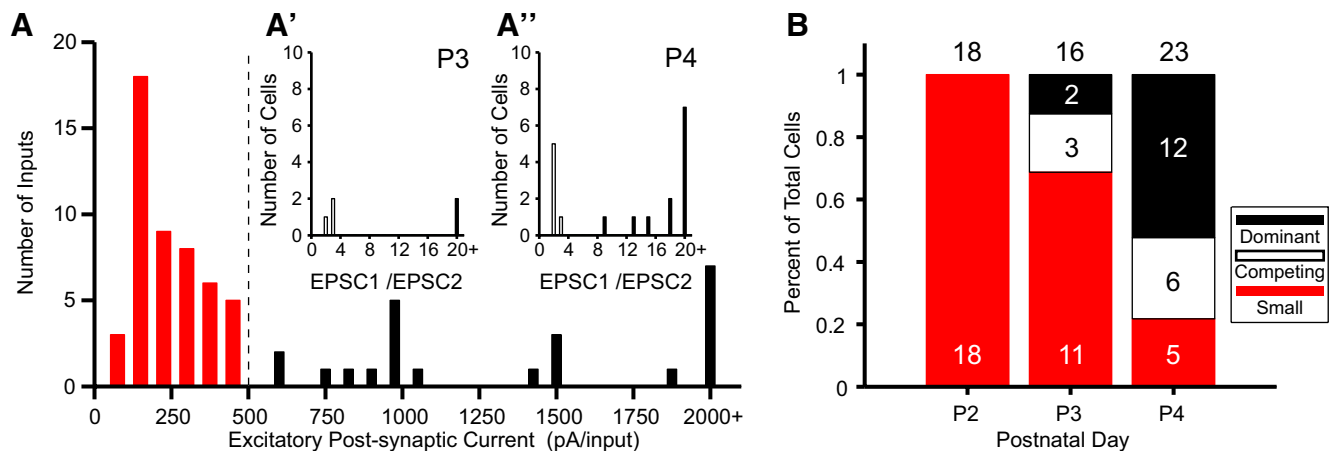 A
Number of Inputs
20
15
10
5
0
0 250 500 750 1000 1250 1500 1750 2000+
Excitatory Post-synaptic Current (pA/input)
A'
P3
Number of Cells
10
8
6
4
2
0
0 4 12 16 20+
EPSC1 /EPSC2
A''
P4
Number of Cells
10
8
6
4
2
0
0 4 12 16 20+
EPSC1 /EPSC2
B
Percent of Total Cells
1
0.8
0.6
0.4
0.2
0
18 16 23
2
3
12
6
18 11 5
P2 P3 P4
Postnatal Day
Dominant
Competing
Small